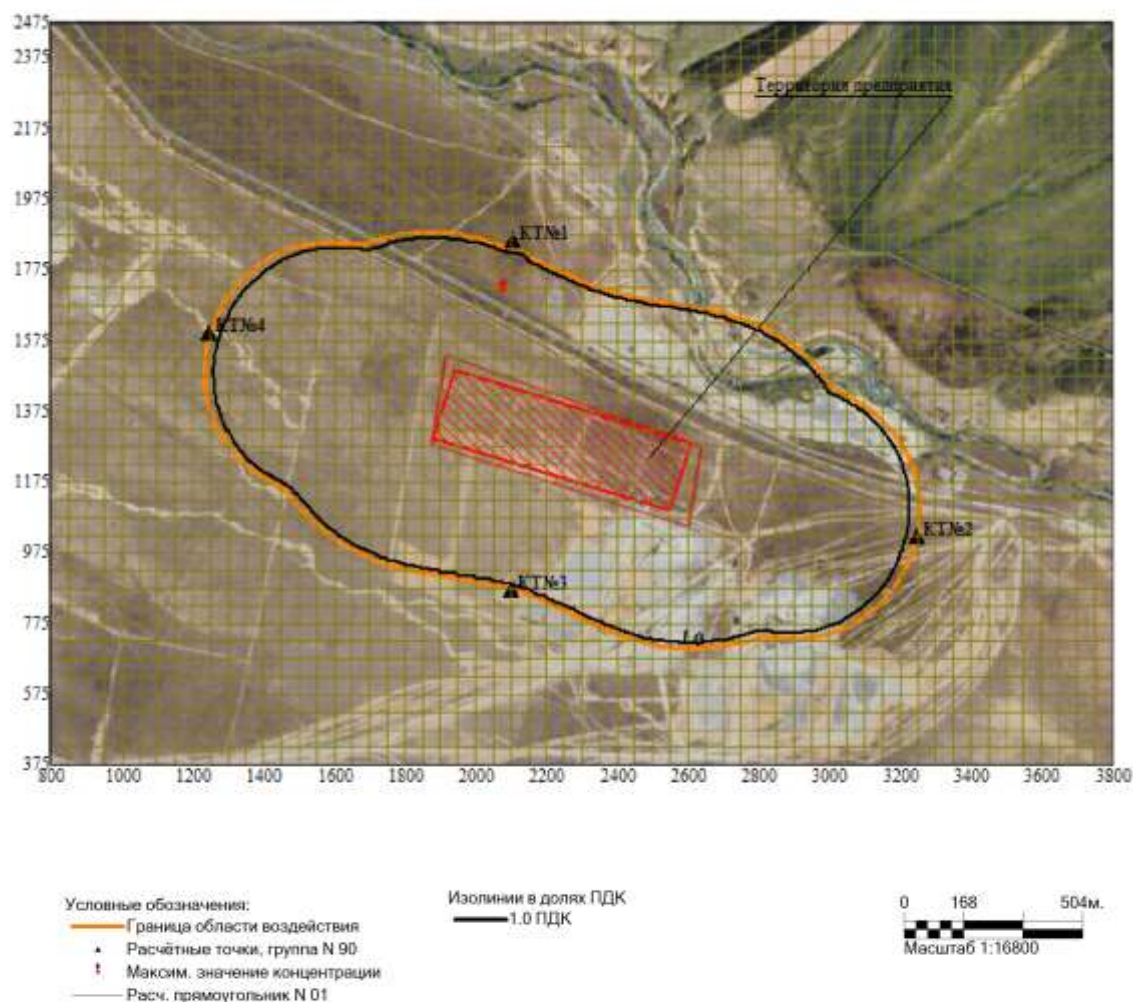 2475
2375
Территория предприятия
2175
1975
КТ№1
1775
КТ№4
1575
1375
1175
КТ№2
975
КТ№3
775
1.0
575
375
800 1000 1200 1400 1600 1800 2000 2200 2400 2600 2800 3000 3200 3400 3600 3800
Условные обозначения:
Граница области воздействия
Расчётные точки, группа N 90
Максим. значение концентрации
Расч. прямоугольник N 01
Изолинии в долях ПДК
1.0 ПДК
0 168 504м.
Масштаб 1:16800